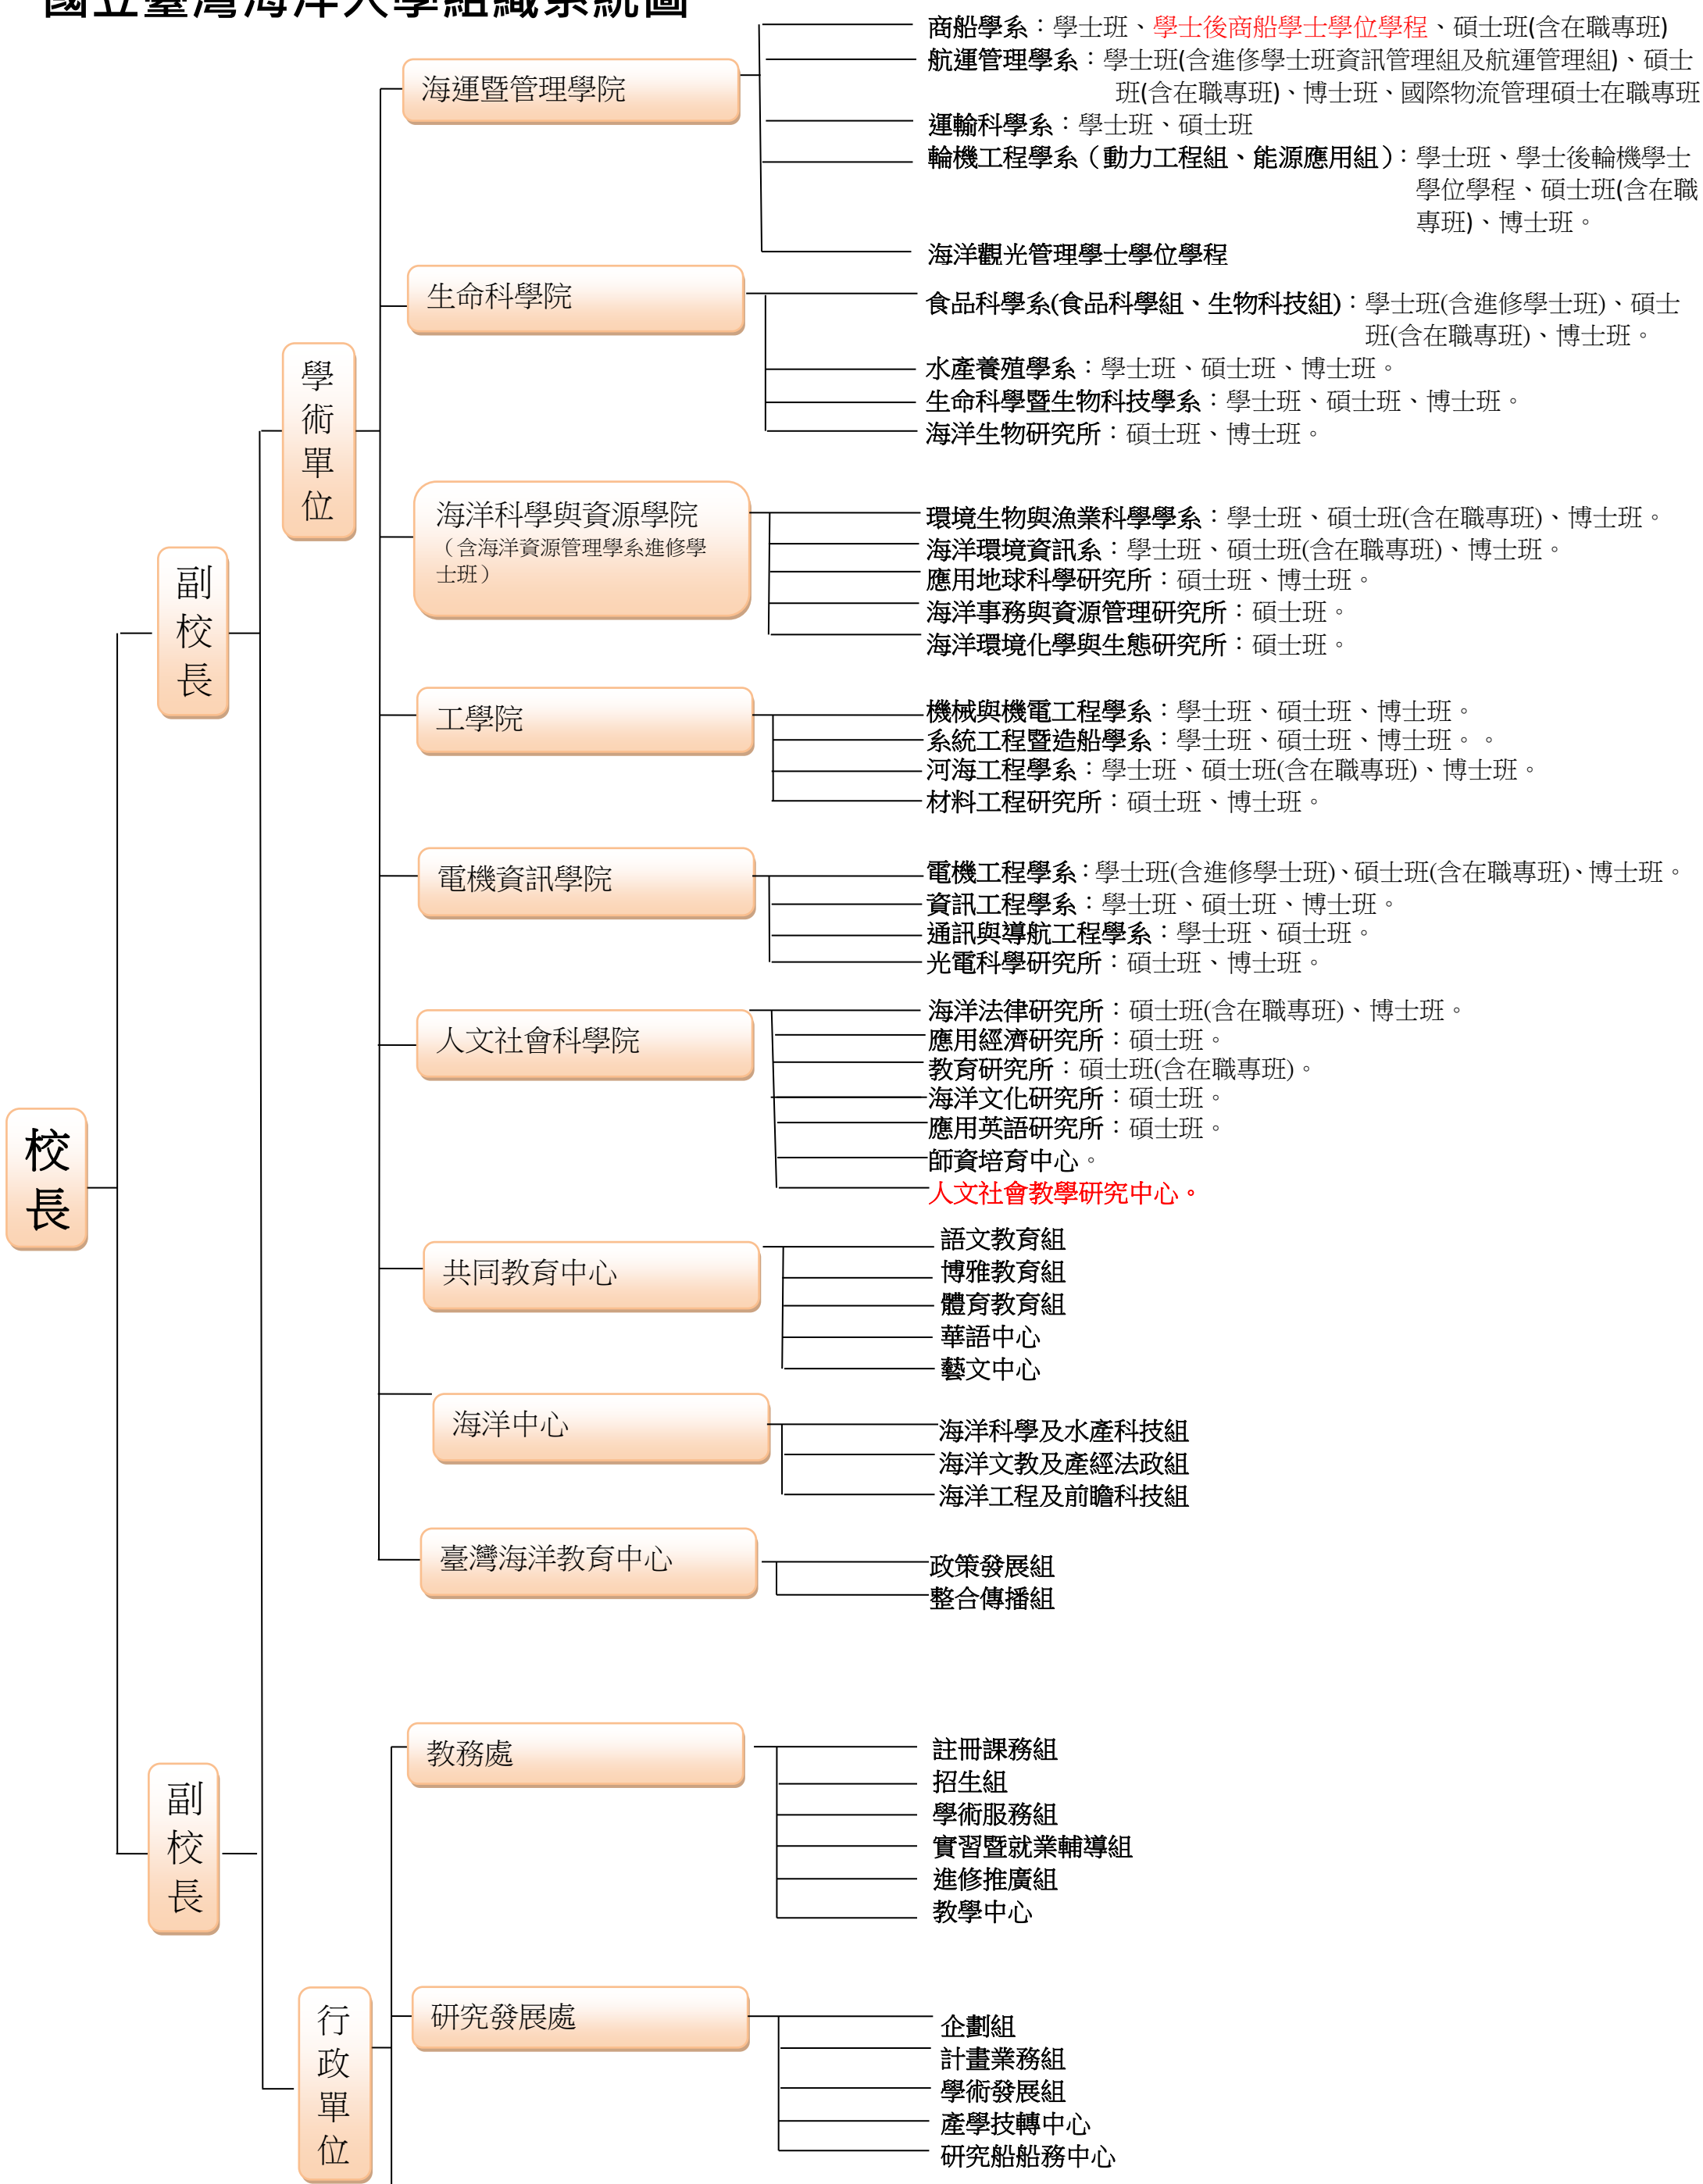 國立臺灣海洋大學組織系統圖
商船學系：學士班、學士後商船學士學位學程、碩士班(含在職專班)
航運管理學系：學士班(含進修學士班資訊管理組及航運管理組)、碩士
班(含在職專班)、博士班、國際物流管理碩士在職專班
海運暨管理學院
運輸科學系：學士班、碩士班
輪機工程學系（動力工程組、能源應用組）：學士班、學士後輪機學士
學位學程、碩士班(含在職
專班)、博士班。
海洋觀光管理學士學位學程
生命科學院
食品科學系(食品科學組、生物科技組)：學士班(含進修學士班)、碩士
班(含在職專班)、博士班。
水產養殖學系：學士班、碩士班、博士班。
生命科學暨生物科技學系：學士班、碩士班、博士班。
海洋生物研究所：碩士班、博士班。
學
術
單
位
海洋科學與資源學院
（含海洋資源管理學系進修學
士班）
環境生物與漁業科學學系：學士班、碩士班(含在職專班)、博士班。
海洋環境資訊系：學士班、碩士班(含在職專班)、博士班。
應用地球科學研究所：碩士班、博士班。
海洋事務與資源管理研究所：碩士班。
海洋環境化學與生態研究所：碩士班。
副
校
長
工學院
機械與機電工程學系：學士班、碩士班、博士班。
系統工程暨造船學系：學士班、碩士班、博士班。。
河海工程學系：學士班、碩士班(含在職專班)、博士班。
材料工程研究所：碩士班、博士班。
電機資訊學院
電機工程學系：學士班(含進修學士班)、碩士班(含在職專班)、博士班。
資訊工程學系：學士班、碩士班、博士班。
通訊與導航工程學系：學士班、碩士班。
光電科學研究所：碩士班、博士班。
人文社會科學院
海洋法律研究所：碩士班(含在職專班)、博士班。
應用經濟研究所：碩士班。
教育研究所：碩士班(含在職專班)。
海洋文化研究所：碩士班。
應用英語研究所：碩士班。
師資培育中心。
人文社會教學研究中心。
校
長
共同教育中心
語文教育組
博雅教育組
體育教育組
華語中心
藝文中心
海洋中心
海洋科學及水產科技組
海洋文教及產經法政組
海洋工程及前瞻科技組
臺灣海洋教育中心
政策發展組
整合傳播組
教務處
註冊課務組
招生組
學術服務組
實習暨就業輔導組
進修推廣組
教學中心
副
校
長
行
政
單
位
研究發展處
企劃組
計畫業務組
學術發展組
產學技轉中心
研究船船務中心